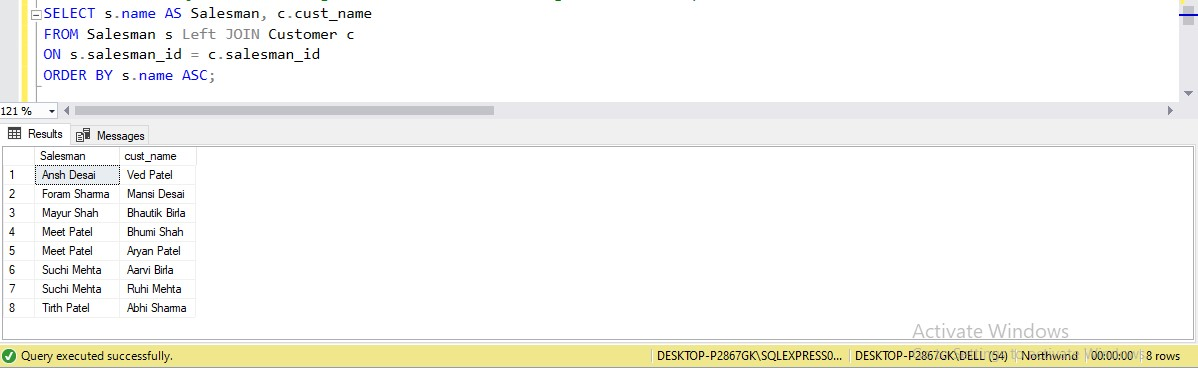 SELECT s.name AS Salesman, c.cust_name
FROM Salesman s Left JOIN Customer c
ON s.salesman_id = c.salesman_id
ORDER BY s.name ASC;
121 %
Results Messages
Salesman cust_name
1 Ansh Desai Ved Patel
2 Foram Sharma Mansi Desai
3 Mayur Shah Bhautik Birla
4 Meet Patel Bhumi Shah
5 Meet Patel Aryan Patel
6 Suchi Mehta Aarvi Birla
7 Suchi Mehta Ruhi Mehta
8 Tirth Patel Abhi Sharma
Activate Windows
Query executed successfully. DESKTOP-P2867GK\SQLEXPRESS0... DESKTOP-P2867GK\DELL (54) Northwind 00:00:00 8 rows